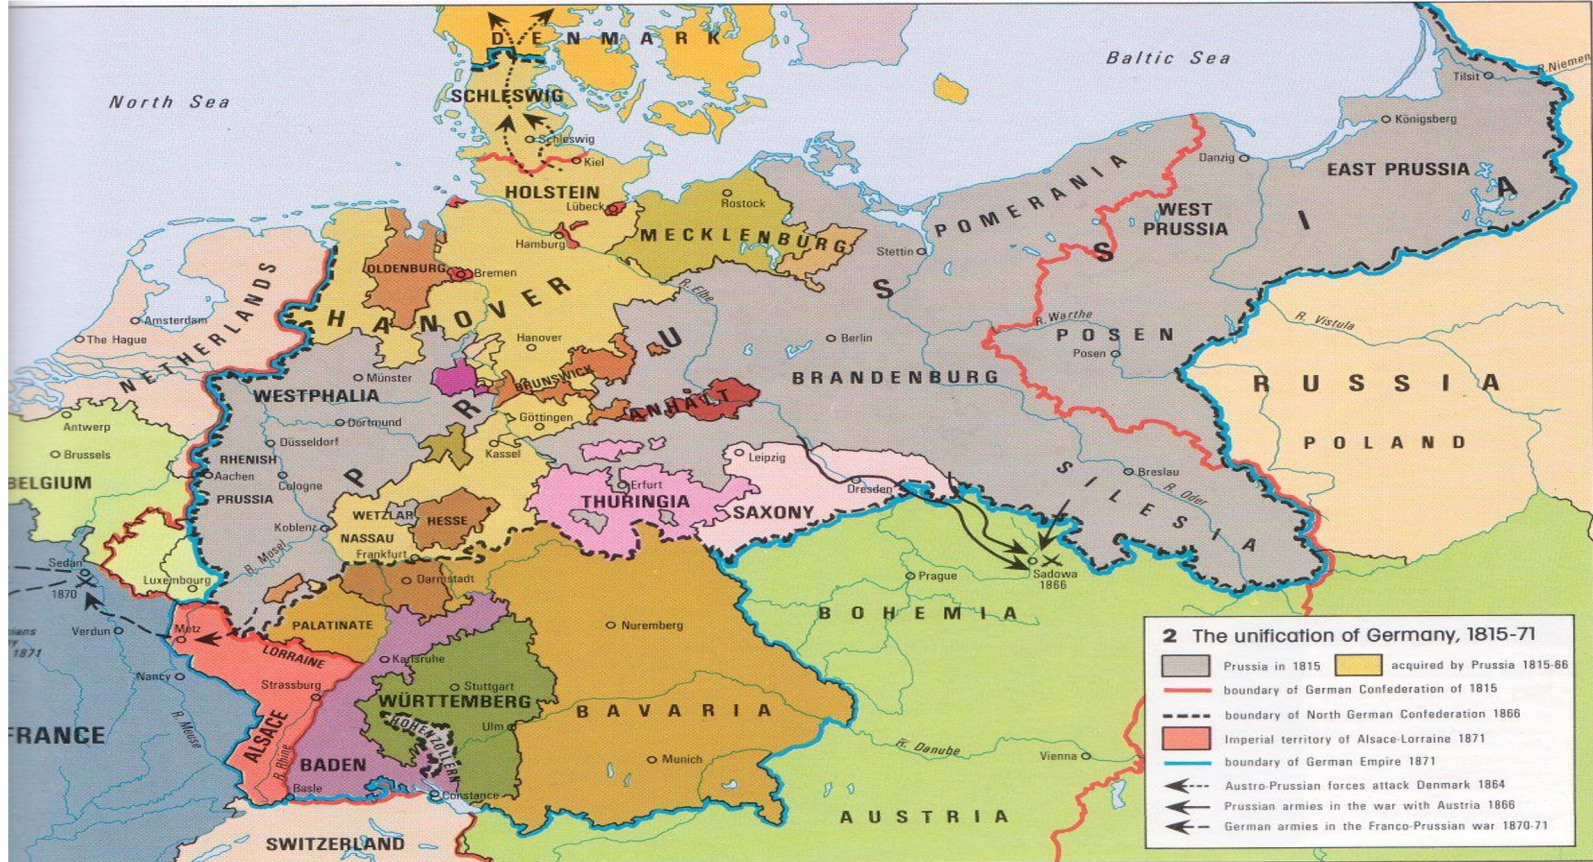 DENMARK
Baltic Sea
North Sea
R.Niemen
Tilsit
SCHLESWIG
Schleswig
Kiel
Königsberg
Danzig
EAST PRUSSIA
POMERANIA
HOLSTEIN
Lübeck
Rostock
WEST
PRUSSIA
PRUSSIA
Hamburg
MECKLENBURG
Stettin
OLDENBURG
Bremen
R. Elbe
NETHERLANDS
Amsterdam
The Hague
HANOVER
Hanover
Berlin
R. Warthe
POSEN
Posen
R. Vistula
RUSSIA
POLAND
WESTPHALIA
Münster
BRUNSWICK
BRANDENBURG
ANHALT
Dortmund
Göttingen
Antwerp
Brussels
BELGIUM
Düsseldorf
RHENISH
PRUSSIA
Aachen
Cologne
Kassel
Leipzig
Erfurt
THURINGIA
SAXONY
Dresden
Breslau
R. Oder
SILESIA
WETZLAR
HESSE
NASSAU
Koblenz
Frankfurt
R. Mosel
Sedan
1870
Luxembourg
Darmstadt
Prague
Sadowa
1866
BOHEMIA
Verdun
Metz
PALATINATE
Nuremberg
1871
LORRAINE
Karlsruhe
Nancy
Strassburg
Stuttgart
WÜRTTEMBERG
R. Meuse
FRANCE
ALSACE
R. Rhine
HOHENZOLLERN
Ulm
BAVARIA
BADEN
Munich
R. Danube
Vienna
Basle
Constance
AUSTRIA
SWITZERLAND
2 The unification of Germany, 1815-71
Prussia in 1815
acquired by Prussia 1815-66
boundary of German Confederation of 1815
boundary of North German Confederation 1866
Imperial territory of Alsace-Lorraine 1871
boundary of German Empire 1871
Austro-Prussian forces attack Denmark 1864
Prussian armies in the war with Austria 1866
German armies in the Franco-Prussian war 1870-71